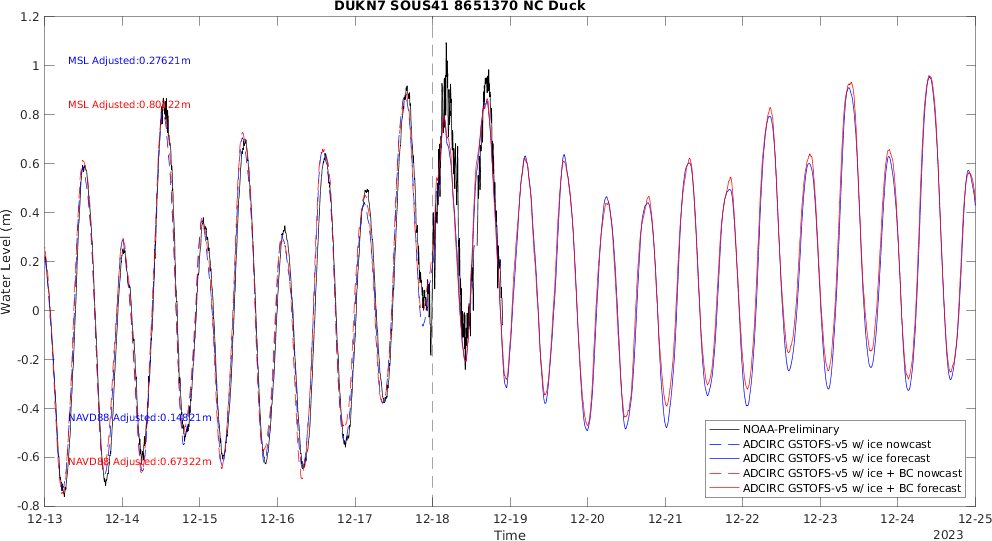 DUKN7 SOUS41 8651370 NC Duck
1.2
1
0.8
0.6
0.4
0.2
0
-0.2
-0.4
-0.6
-0.8
Water Level (m)
MSL Adjusted:0.27621m
MSL Adjusted:
NAVD88 Adjusted:0.14821m
NAVD88 Adjusted:0.67322m
NOAA-Preliminary
ADCIRC GSTOFS-v5 w/ ice nowcast
ADCIRC GSTOFS-v5 w/ ice forecast
ADCIRC GSTOFS-v5 w/ ice + BC nowcast
ADCIRC GSTOFS-v5 w/ ice + BC forecast
12-13 12-14 12-15 12-16 12-17 12-18 12-19 12-20 12-21 12-22 12-23 12-24 12-25
Time
2023